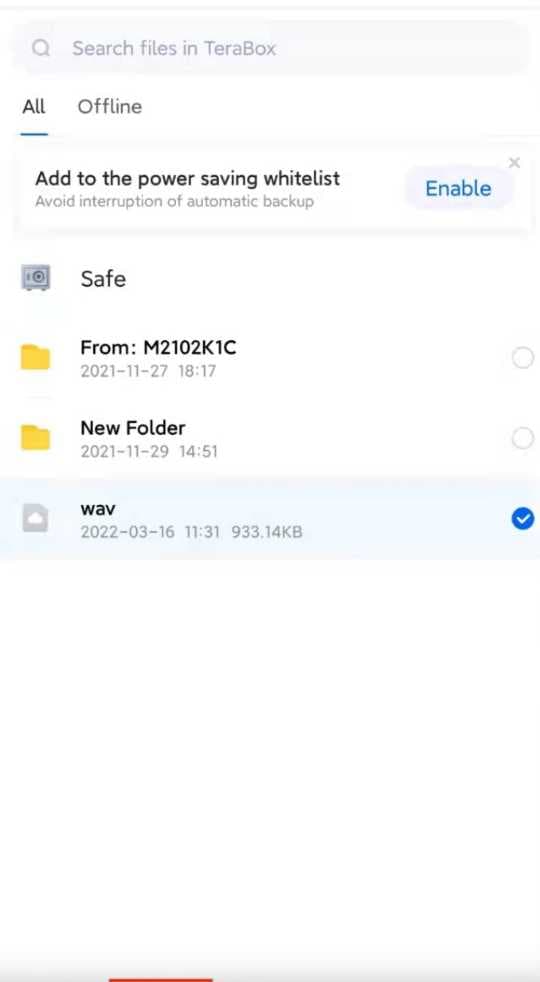 Search files in TeraBox
All Offline
Add to the power saving whitelist
Avoid interruption of automatic backup
Enable
Safe
From: M2102K1C
2021-11-27 18:17
New Folder
2021-11-29 14:51
wav
2022-03-16 11:31 933.14KB